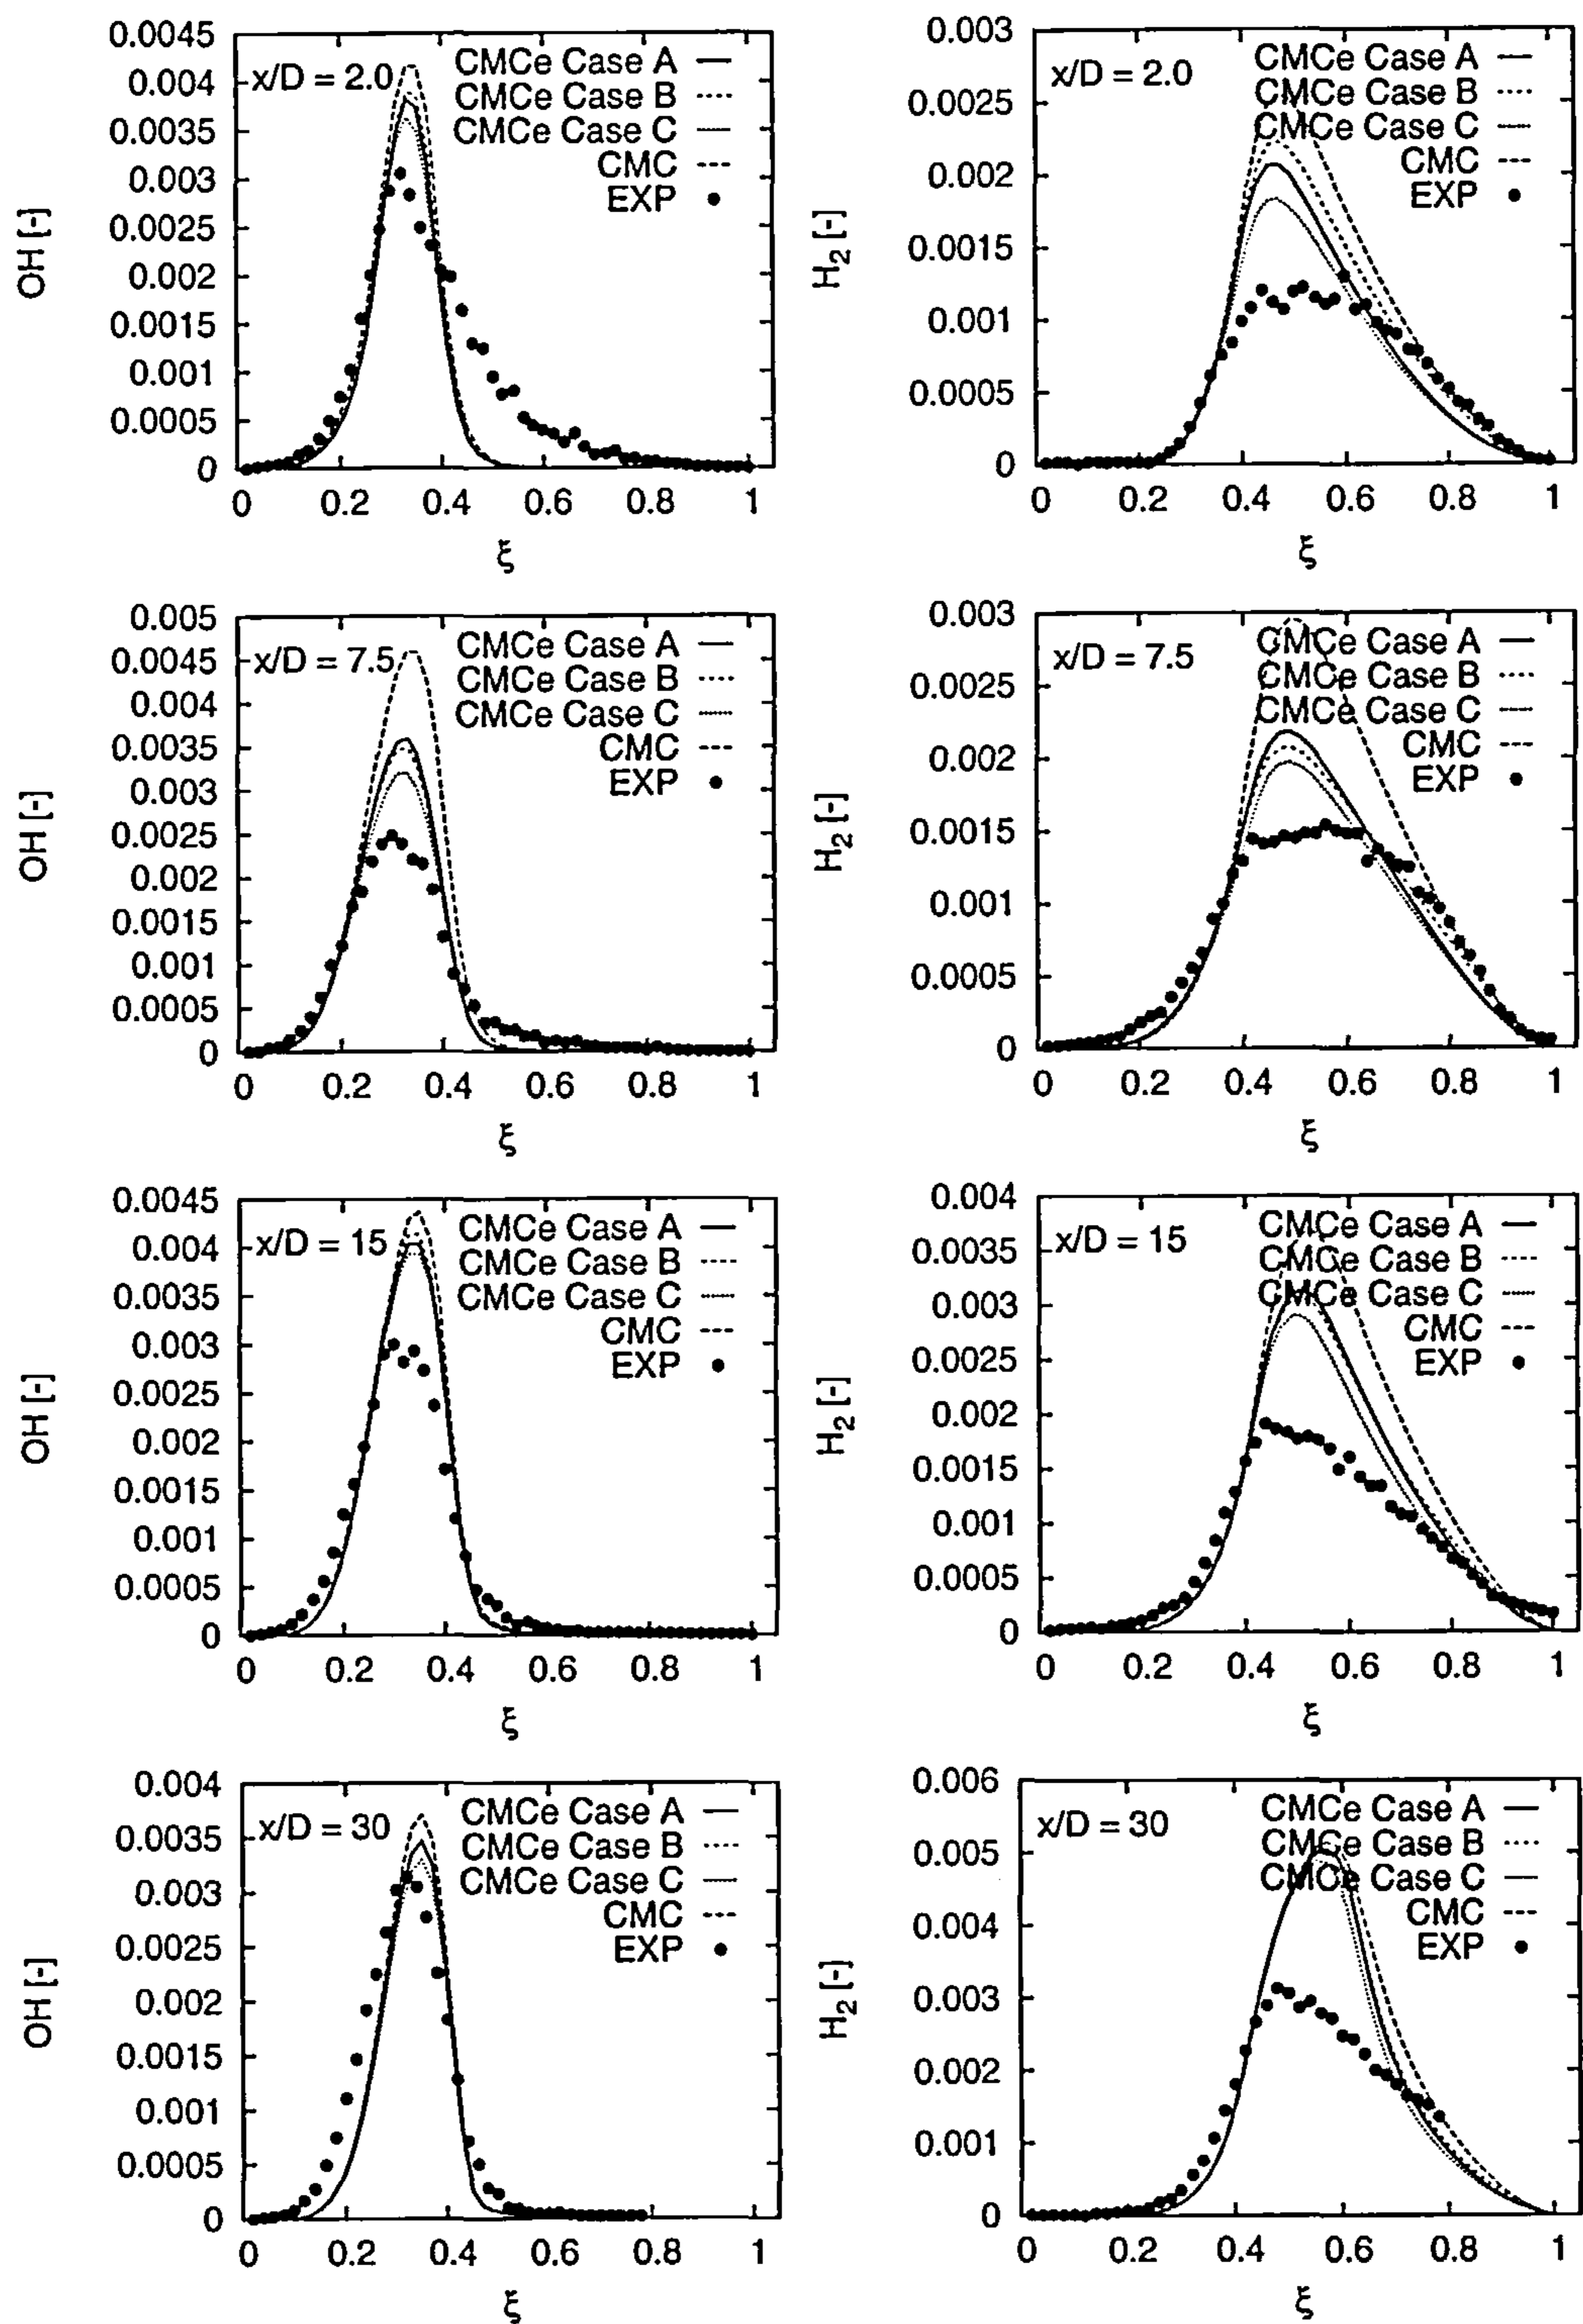 0.0045
0.004
0.0035
0.003
0.0025
0.002
0.0015
0.001
0.0005
0
OH [-]
x/D = 2.0
CMCe Case A
CMCe Case B
CMCe Case C
CMC
EXP
0 0.2 0.4 0.6 0.8 1
ξ
0.003
0.0025
0.002
0.0015
0.001
0.0005
0
H₂ [-]
x/D = 2.0
CMCe Case A
CMCe Case B
CMCe Case C
CMC
EXP
0 0.2 0.4 0.6 0.8 1
ξ
0.005
0.0045
0.004
0.0035
0.003
0.0025
0.002
0.0015
0.001
0.0005
0
OH [-]
x/D = 7.5
CMCe Case A
CMCe Case B
CMCe Case C
CMC
EXP
0 0.2 0.4 0.6 0.8 1
ξ
0.003
0.0025
0.002
0.0015
0.001
0.0005
0
H₂ [-]
x/D = 7.5
CMCe Case A
CMCe Case B
CMCe Case C
CMC
EXP
0 0.2 0.4 0.6 0.8 1
ξ
0.0045
0.004
0.0035
0.003
0.0025
0.002
0.0015
0.001
0.0005
0
OH [-]
x/D = 15
CMCe Case A
CMCe Case B
CMCe Case C
CMC
EXP
0 0.2 0.4 0.6 0.8 1
ξ
0.004
0.0035
0.003
0.0025
0.002
0.0015
0.001
0.0005
0
H₂ [-]
x/D = 15
CMCe Case A
CMCe Case B
CMCe Case C
CMC
EXP
0 0.2 0.4 0.6 0.8 1
ξ
0.004
0.0035
0.003
0.0025
0.002
0.0015
0.001
0.0005
0
OH [-]
x/D = 30
CMCe Case A
CMCe Case B
CMCe Case C
CMC
EXP
0 0.2 0.4 0.6 0.8 1
ξ
0.006
0.005
0.004
0.003
0.002
0.001
0
H₂ [-]
x/D = 30
CMCe Case A
CMCe Case B
CMCe Case C
CMC
EXP
0 0.2 0.4 0.6 0.8 1
ξ